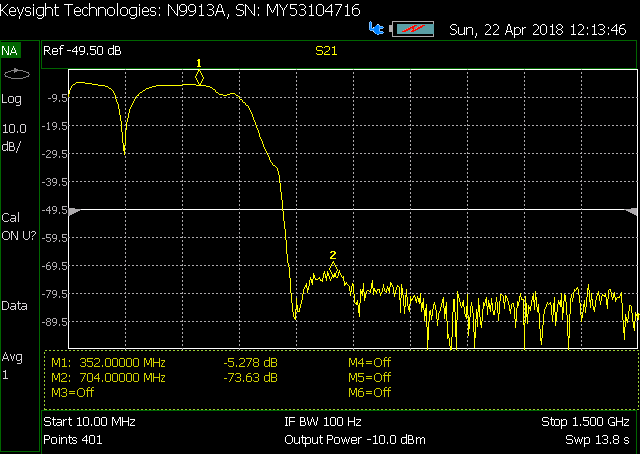 Keysight Technologies: N9913A, SN: MY53104716
Sun, 22 Apr 2018 12:13:46
NA
Ref -49.50 dB
S21
1
Log
-9.5
10.0
-19.5
dB/
-29.5
-39.5
Cal
-49.5
ON U?
-59.5
2
-69.5
Data
-79.5
-89.5
Avg
1
M1: 352.00000 MHz -5.278 dB M4=Off
M2: 704.00000 MHz -73.63 dB M5=Off
M3=Off M6=Off
Start 10.00 MHz IF BW 100 Hz Stop 1.500 GHz
Points 401 Output Power -10.0 dBm Swp 13.8 s